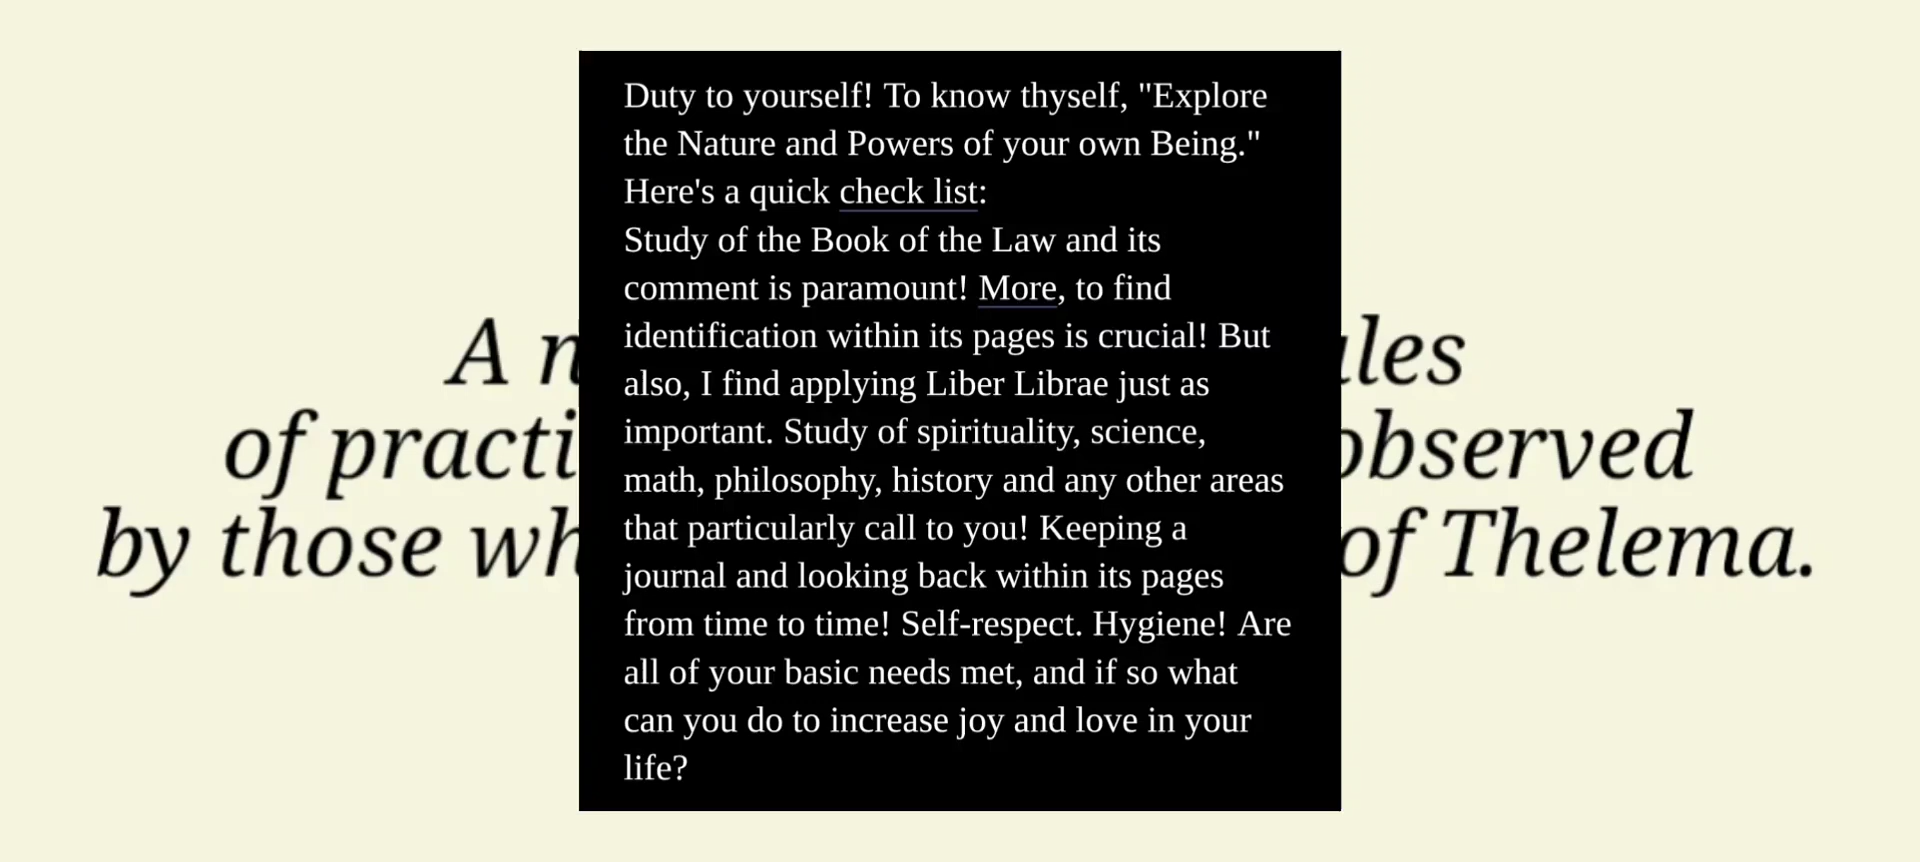 Duty to yourself! To know thyself, "Explore
the Nature and Powers of your own Being."
Here's a quick check list:
Study of the Book of the Law and its
comment is paramount! More, to find
identification within its pages is crucial! But
also, I find applying Liber Librae just as
important. Study of spirituality, science,
math, philosophy, history and any other areas
that particularly call to you! Keeping a
journal and looking back within its pages
from time to time! Self-respect. Hygiene! Are
all of your basic needs met, and if so what
can you do to increase joy and love in your
life?
A
of observed
by those of Thelema.